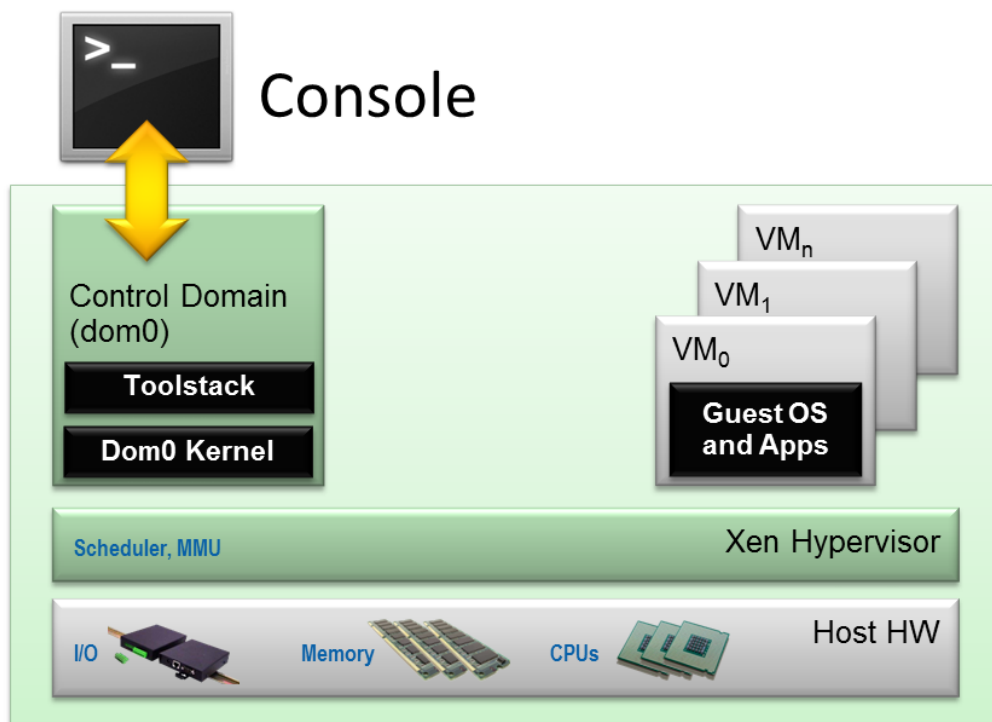 >_
Console
Control Domain
(dom0)
Toolstack
Dom0 Kernel
VMn
VM1
VM0
Guest OS
and Apps
Scheduler, MMU
Xen Hypervisor
I/O
Memory
CPUs
Host HW